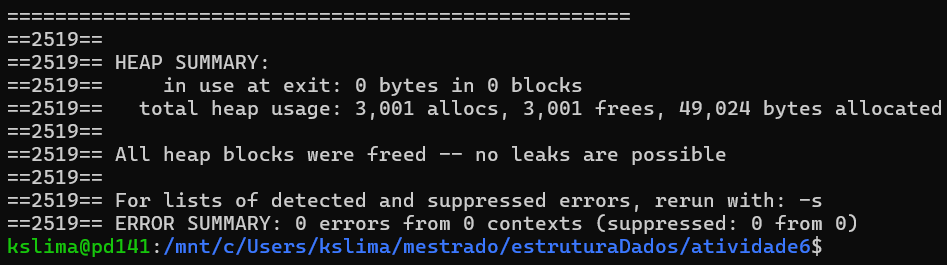 ====================================================
==2519==
==2519== HEAP SUMMARY:
==2519==     in use at exit: 0 bytes in 0 blocks
==2519==   total heap usage: 3,001 allocs, 3,001 frees, 49,024 bytes allocated
==2519==
==2519== All heap blocks were freed -- no leaks are possible
==2519==
==2519== For lists of detected and suppressed errors, rerun with: -s
==2519== ERROR SUMMARY: 0 errors from 0 contexts (suppressed: 0 from 0)
kslima@pd141:/mnt/c/Users/kslima/mestrado/estruturaDados/atividade6$